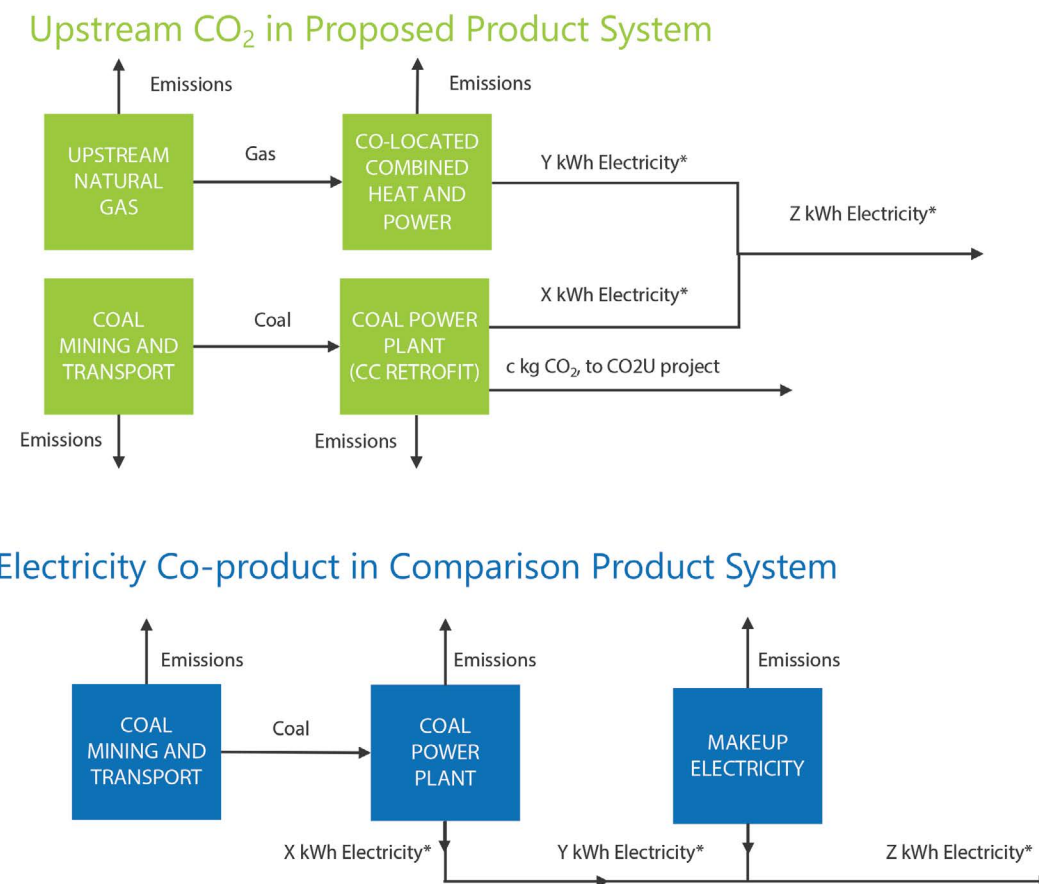 Upstream CO₂ in Proposed Product System
Emissions
Emissions
UPSTREAM
NATURAL
GAS
Gas
CO-LOCATED
COMBINED
HEAT AND
POWER
Y kWh Electricity*
Z kWh Electricity*
COAL
MINING AND
TRANSPORT
Coal
COAL POWER
PLANT
(CC RETROFIT)
X kWh Electricity*
c kg CO₂, to CO2U project
Emissions
Emissions
Electricity Co-product in Comparison Product System
Emissions
Emissions
Emissions
COAL
MINING AND
TRANSPORT
Coal
COAL
POWER
PLANT
MAKEUP
ELECTRICITY
X kWh Electricity*
Y kWh Electricity*
Z kWh Electricity*